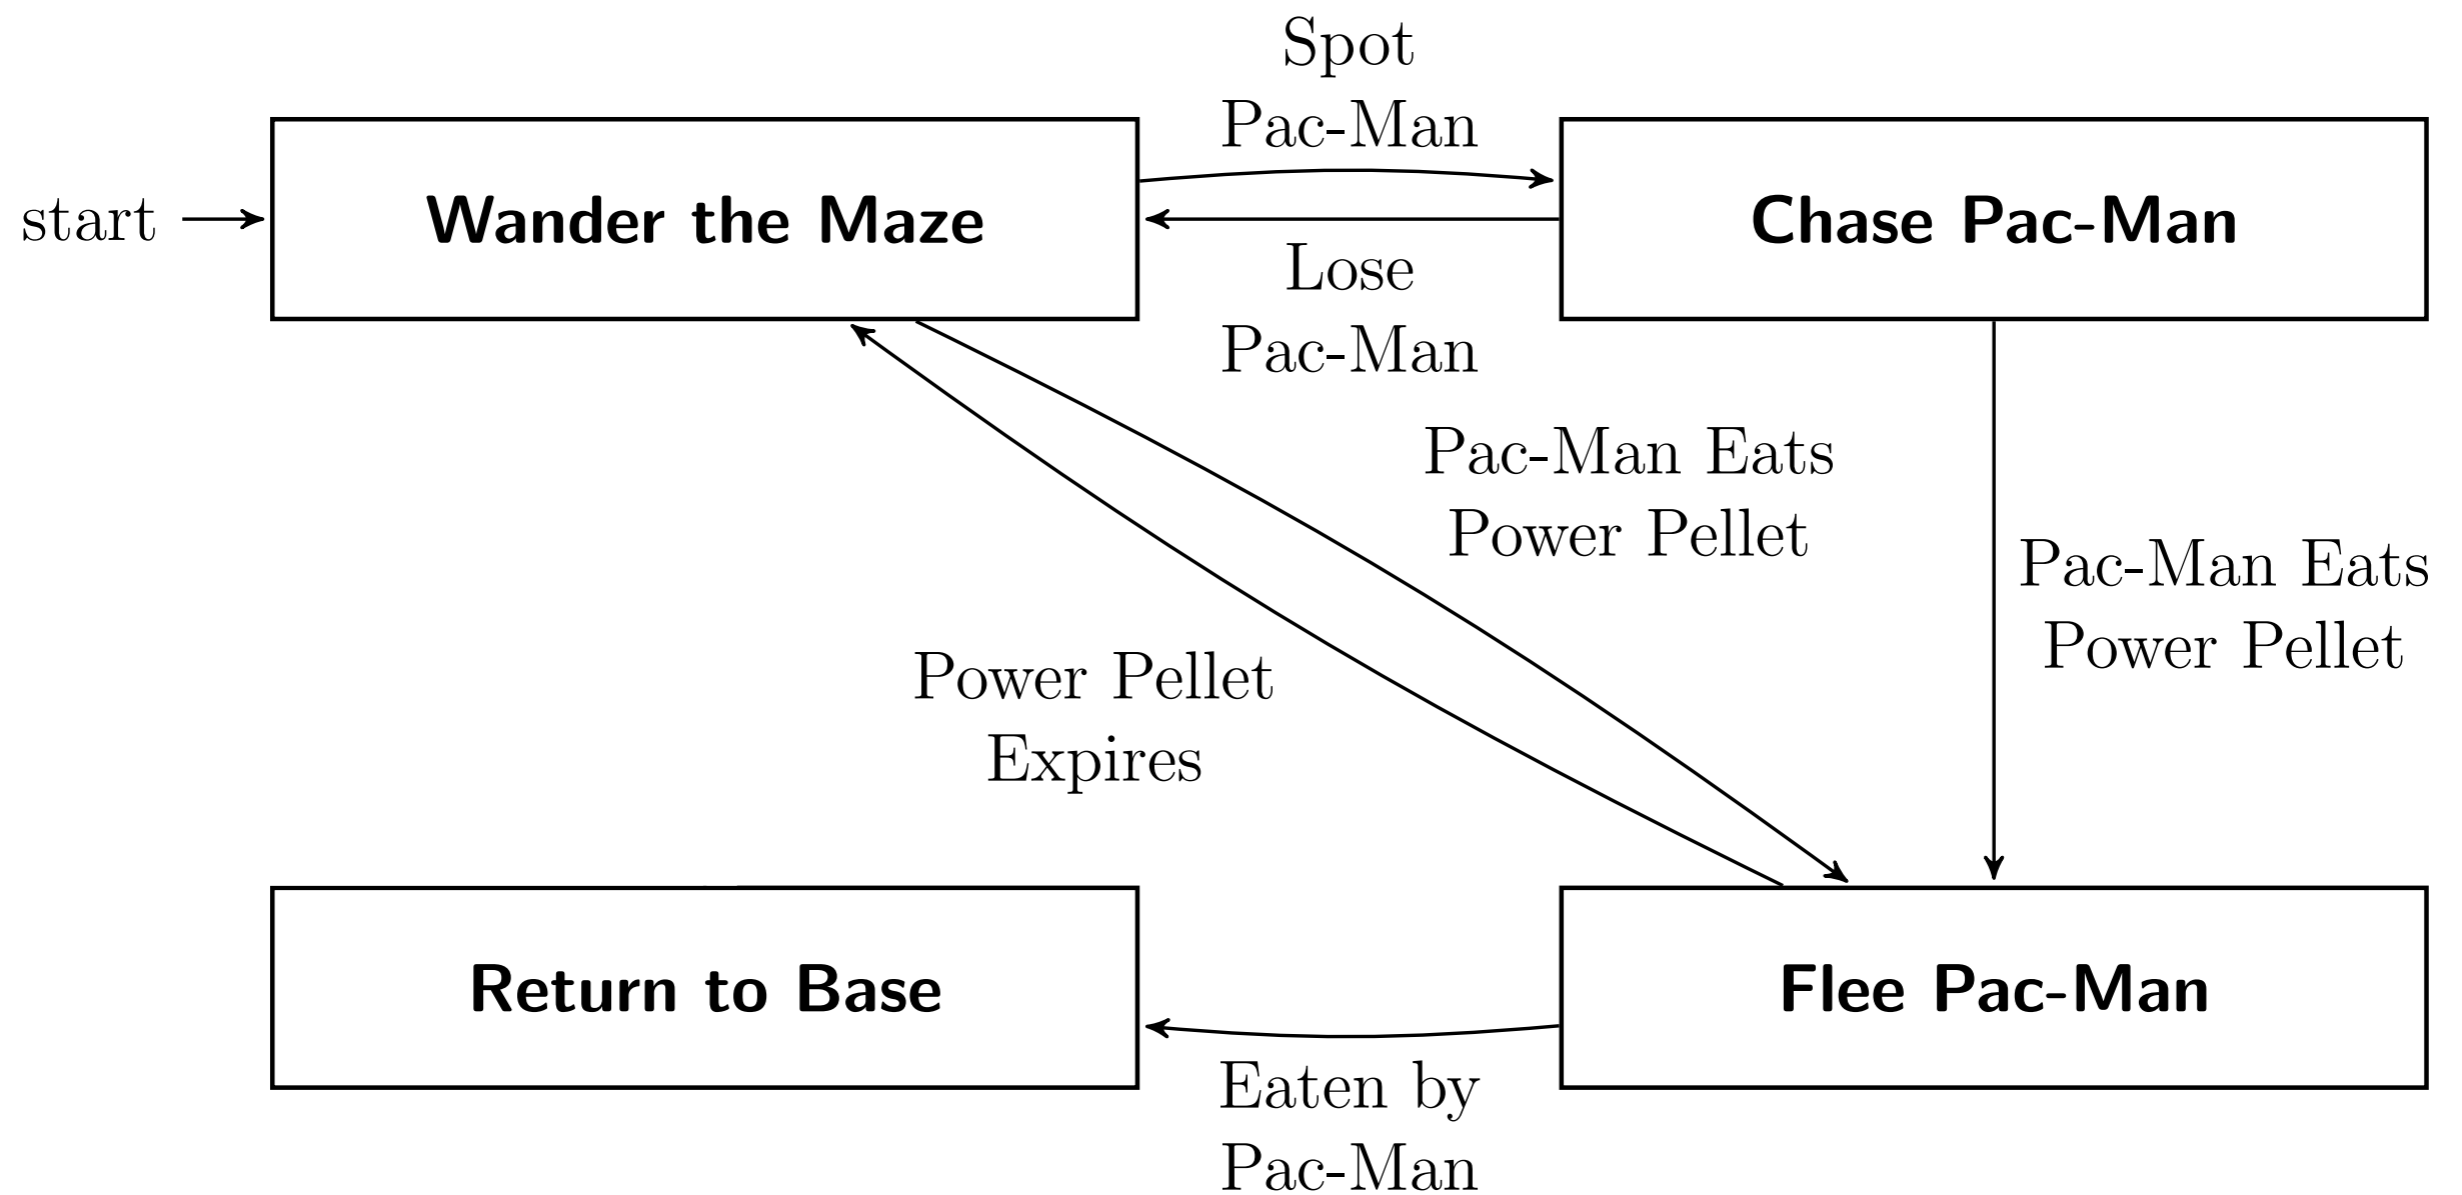 Spot
Pac-Man
start
Wander the Maze
Chase Pac-Man
Lose
Pac-Man
Pac-Man Eats
Power Pellet
Pac-Man Eats
Power Pellet
Power Pellet
Expires
Return to Base
Flee Pac-Man
Eaten by
Pac-Man